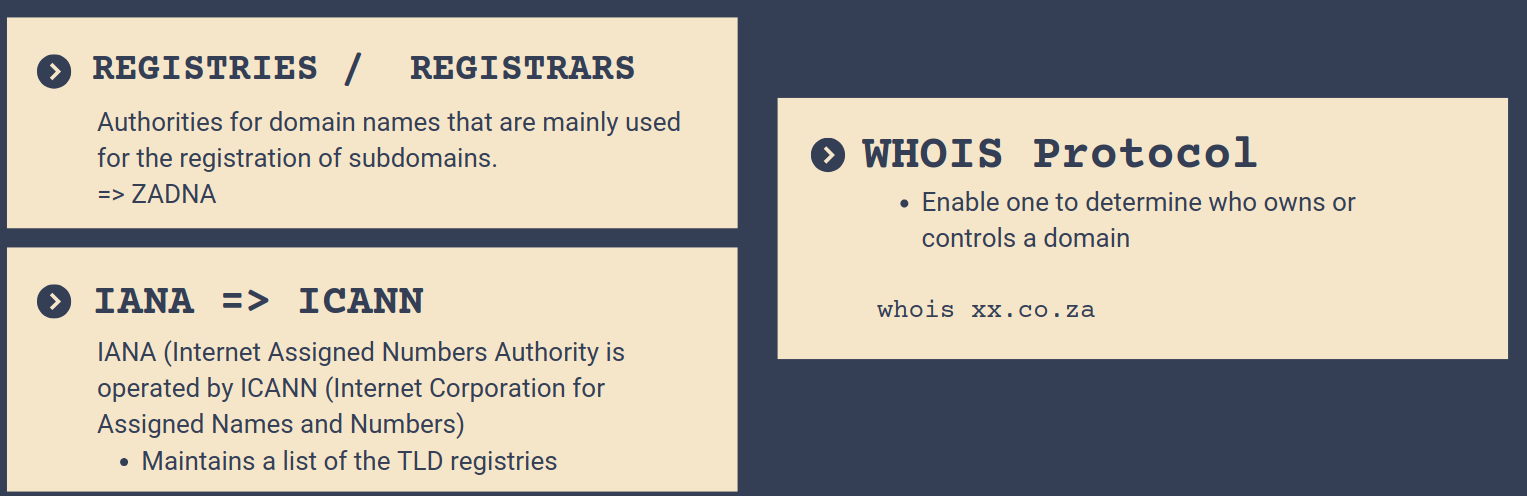 REGISTRIES / REGISTRARS
Authorities for domain names that are mainly used
for the registration of subdomains.
=> ZADNA
IANA => ICANN
IANA (Internet Assigned Numbers Authority is
operated by ICANN (Internet Corporation for
Assigned Names and Numbers)
• Maintains a list of the TLD registries
WHOIS Protocol
• Enable one to determine who owns or
controls a domain
whois xx.co.za